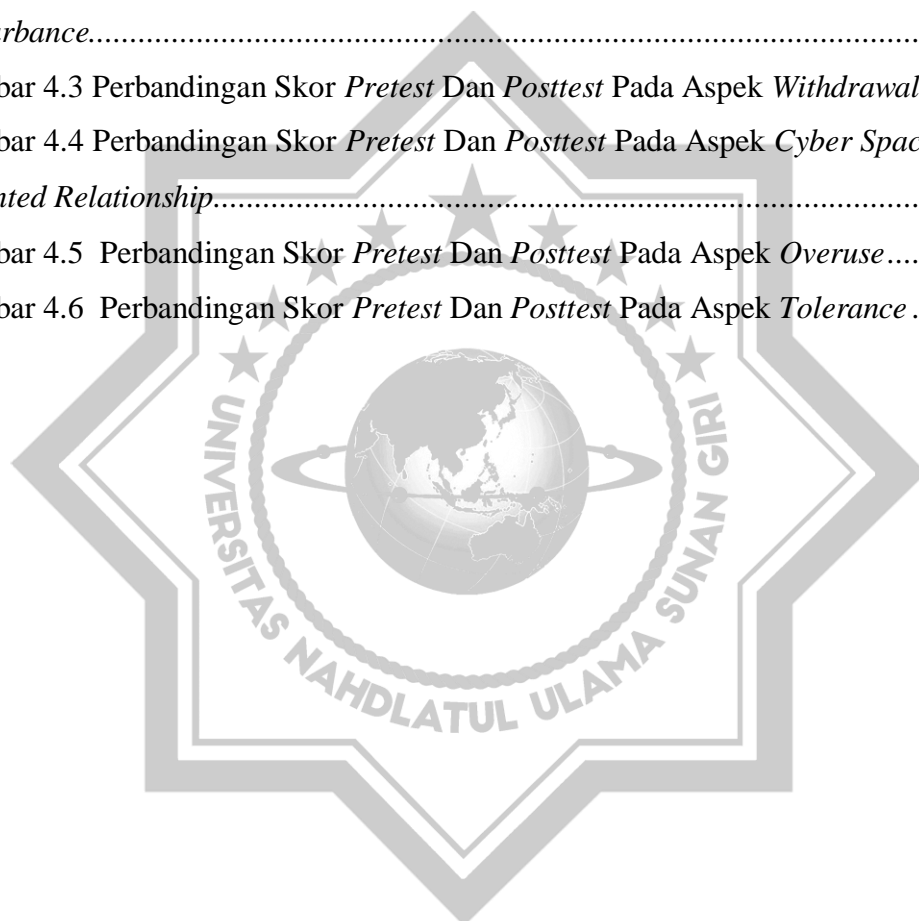 urbance
bar 4.3 Perbandingan Skor Pretest Dan Posttest Pada Aspek Withdrawal
bar 4.4 Perbandingan Skor Pretest Dan Posttest Pada Aspek Cyber Spac
nted Relationship
bar 4.5 Perbandingan Skor Pretest Dan Posttest Pada Aspek Overuse
bar 4.6 Perbandingan Skor Pretest Dan Posttest Pada Aspek Tolerance
UNIVERSITAS NAHDLATUL ULAMA SUNAN GIRI